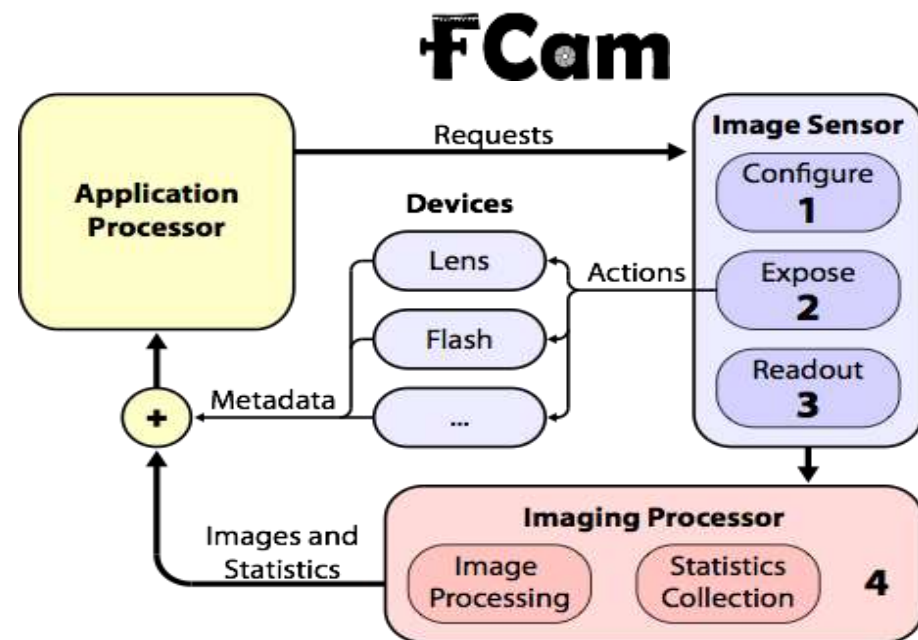 FCam
Requests
Image Sensor
Configure
1
Application
Processor
Devices
Lens
Actions
Expose
2
Flash
Readout
3
Metadata
...
+
Imaging Processor
Images and
Statistics
Image
Processing
Statistics
Collection
4